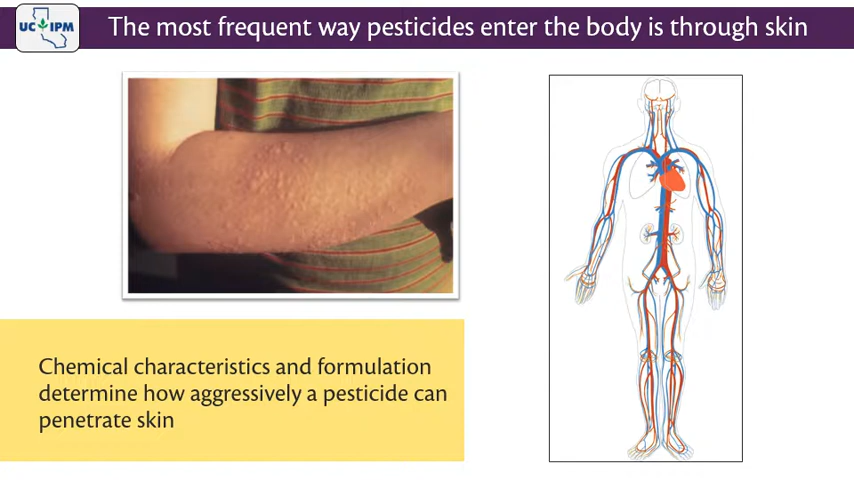 UC IPM
The most frequent way pesticides enter the body is through skin
Chemical characteristics and formulation
determine how aggressively a pesticide can
penetrate skin